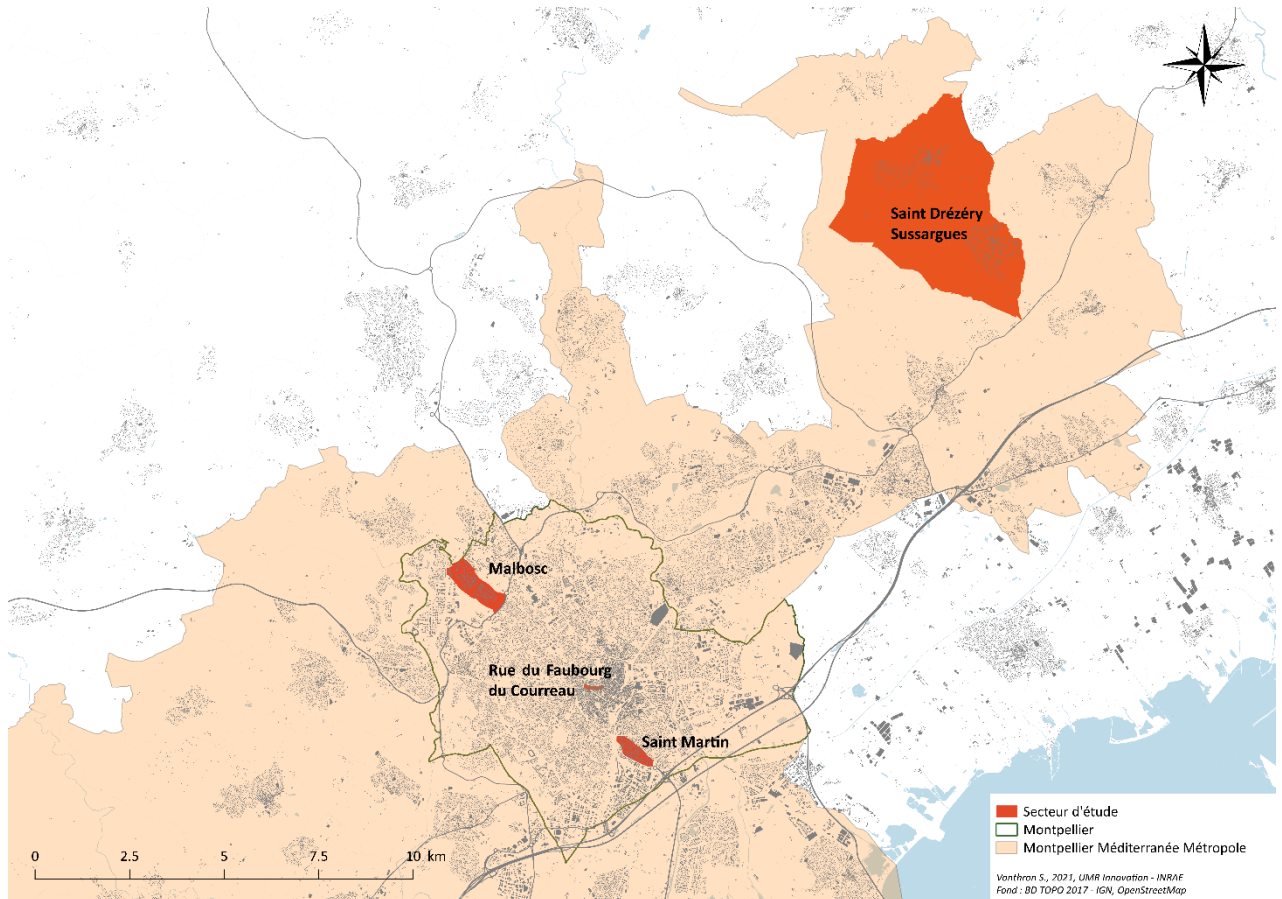 Saint Drézéry
Sussargues
Malbosc
Rue du Faubourg
du Courreau
Saint Martin
0 2.5 5 7.5 10 km
Secteur d'étude
Montpellier
Montpellier Méditerranée Métropole
Vonthron S., 2021, UMR Innovation - INRAE
Fond : BD TOPO 2017 - IGN, OpenStreetMap